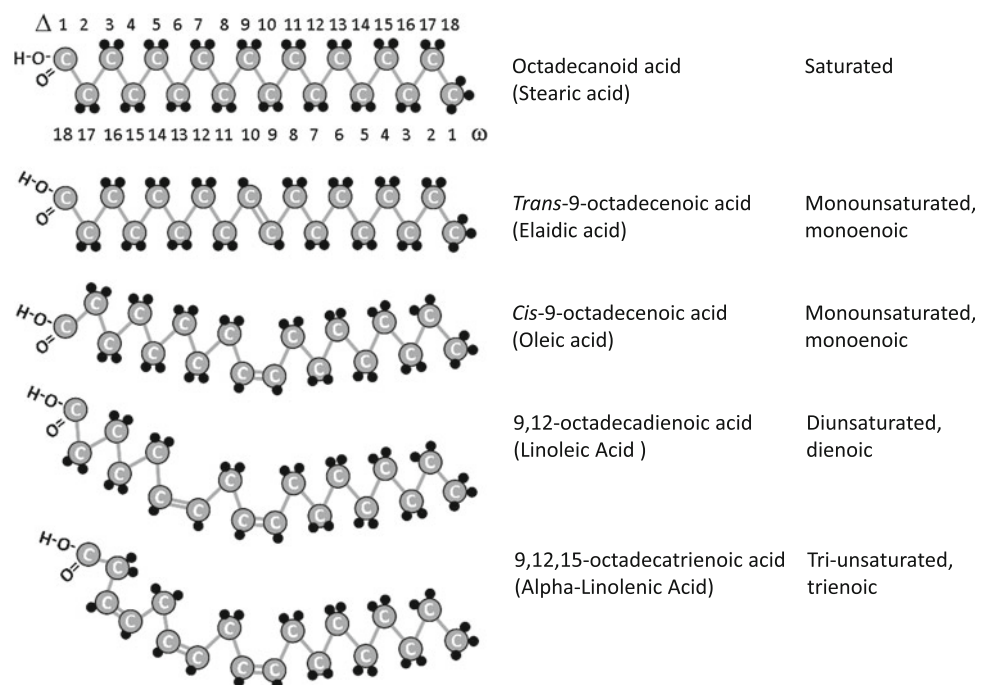 Δ 1 2 3 4 5 6 7 8 9 10 11 12 13 14 15 16 17 18
H-O- C C C C C C C C C C C C C C C C C C
O
Octadecanoid acid Saturated
(Stearic acid)
18 17 16 15 14 13 12 11 10 9 8 7 6 5 4 3 2 1 ω
H-O- C C C C C C C C C C C C C C C C C C
O
Trans-9-octadecenoic acid Monounsaturated,
(Elaidic acid) monoenoic
H-O- C C C C C C C C C C C C C C C C C C
O
Cis-9-octadecenoic acid Monounsaturated,
(Oleic acid) monoenoic
H-O- C C C C C C C C C C C C C C C C C C
O
9,12-octadecadienoic acid Diunsaturated,
(Linoleic Acid ) dienoic
H-O- C C C C C C C C C C C C C C C C C C
O
9,12,15-octadecatrienoic acid Tri-unsaturated,
(Alpha-Linolenic Acid) trienoic